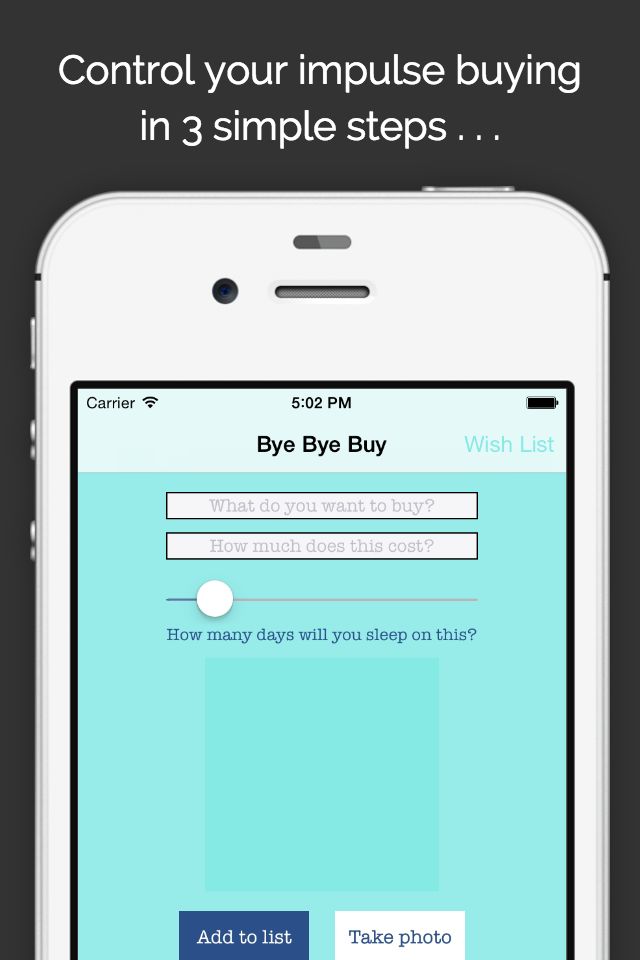 Control your impulse buying
in 3 simple steps . . .
Carrier 5:02 PM
Bye Bye Buy Wish List
What do you want to buy?
How much does this cost?
How many days will you sleep on this?
Add to list Take photo